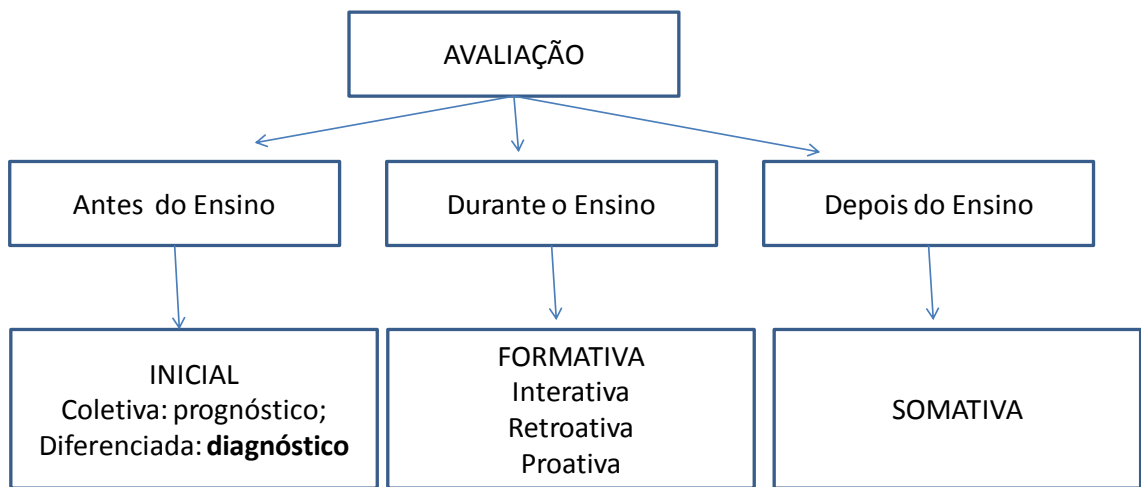 AVALIAÇÃO
Antes do Ensino
Durante o Ensino
Depois do Ensino
INICIAL
Coletiva: prognóstico;
Diferenciada: diagnóstico
FORMATIVA
Interativa
Retroativa
Proativa
SOMATIVA